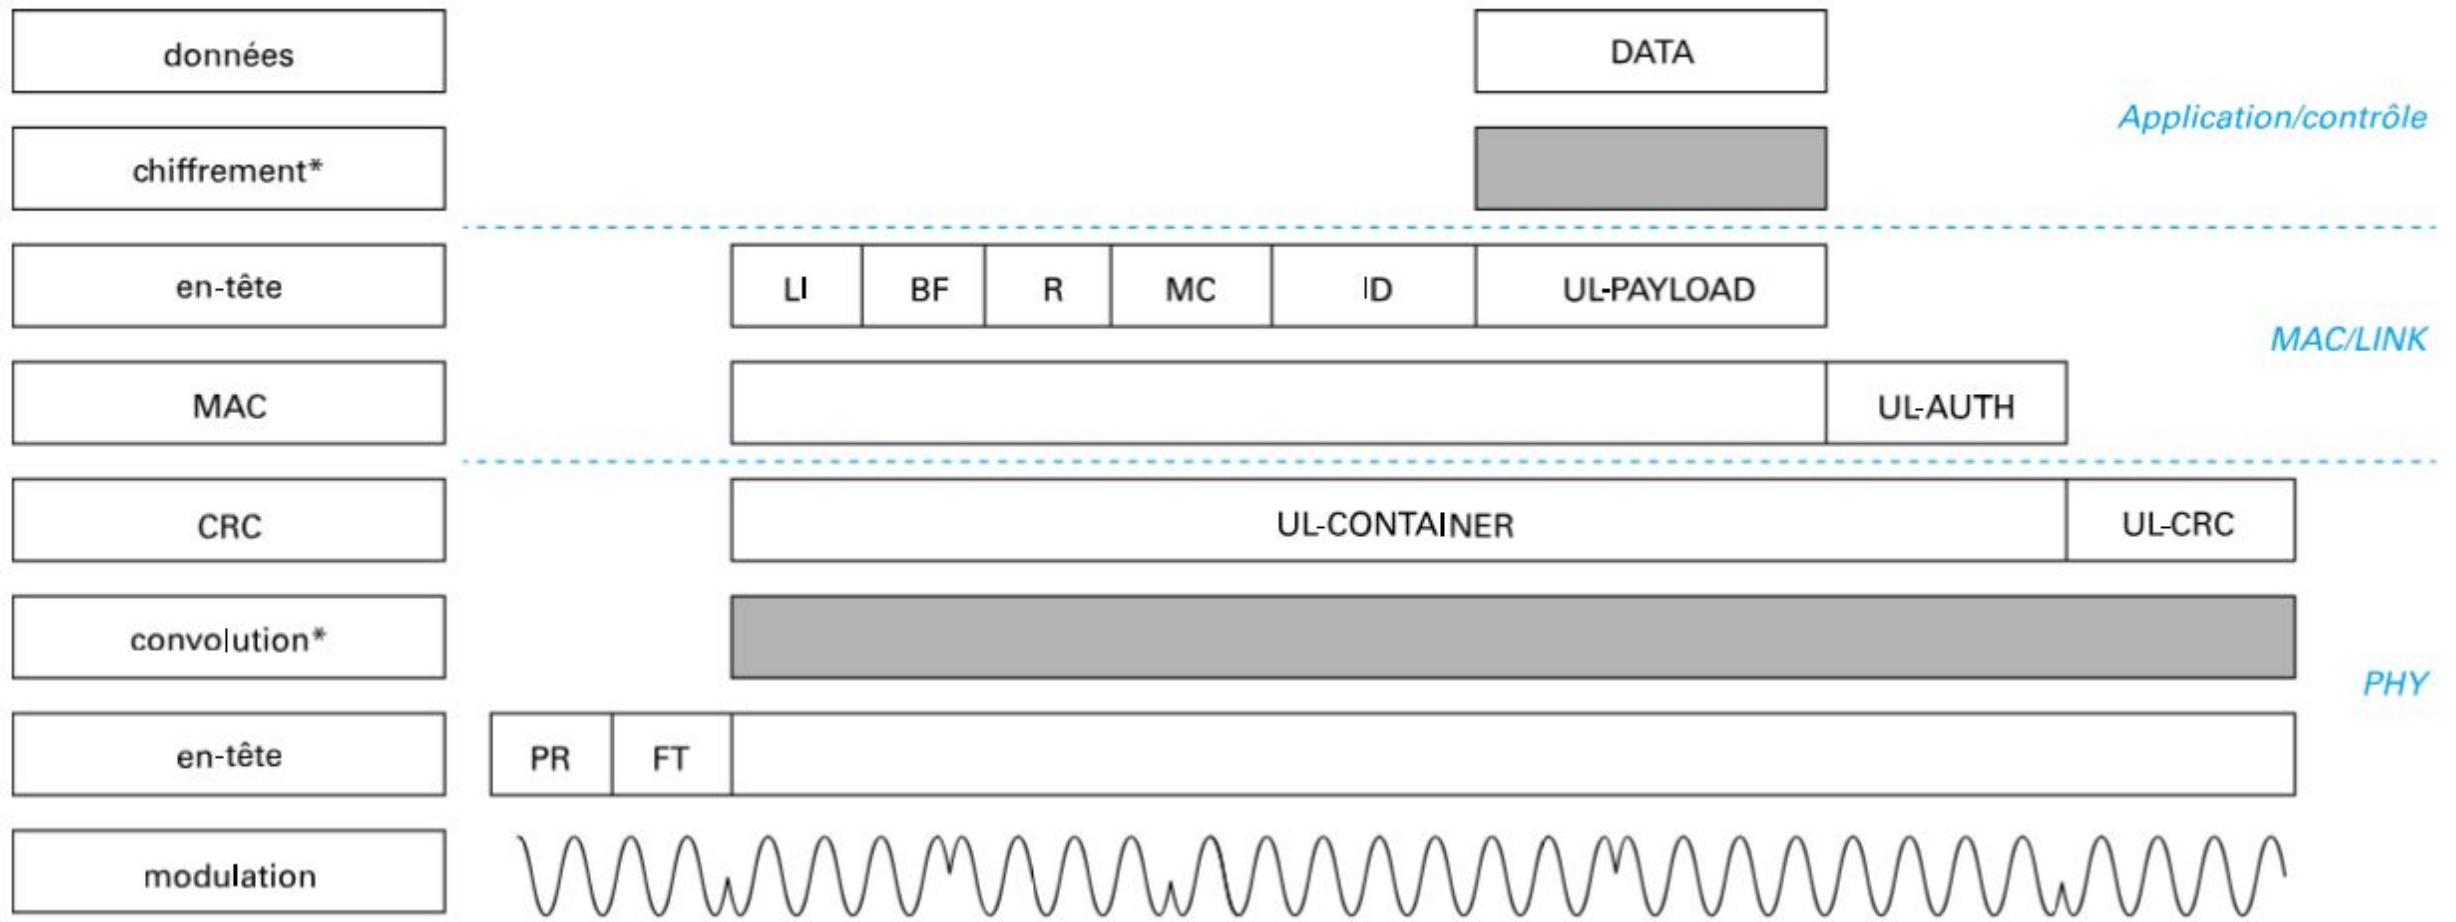 données
DATA
Application/contrôle
chiffrement*
en-tête
LI
BF
R
MC
ID
UL-PAYLOAD
MAC/LINK
MAC
UL-AUTH
CRC
UL-CONTAINER
UL-CRC
convolution*
PHY
en-tête
PR
FT
modulation